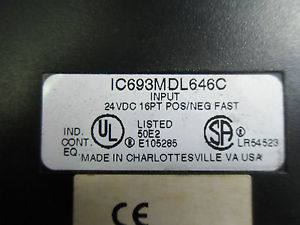 IC693MDL646C
INPUT
24VDC 16PT POS/NEG FAST
IND.
CONT.
EQ.
UL
LISTED
50E2
E105265
SA
LR54523
MADE IN CHARLOTTESVILLE VA USA
CE